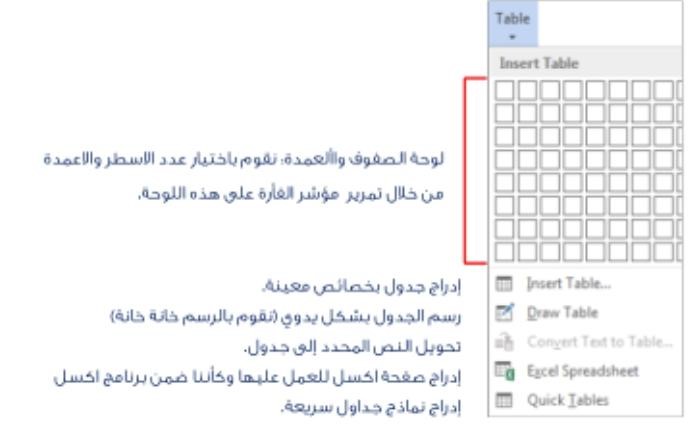 Table
Insert Table
لوحة الصفوف واألعمدة: نقوم باختيار عدد الاسطر والاعمدة
من خلال تمرير مؤشر الفأرة على هذه اللوحة.
إدراج جدول بخصائص معينة.
Insert Table...
رسم الجدول بشكل يدوي (نقوم بالرسم خانة خانة)
Draw Table
تحويل النص المحدد إلى جدول.
Convert Text to Table...
إدراج صفحة اكسل للعمل عليها وكأننا ضمن برنامج اكسل
Excel Spreadsheet
إدراج نماذج جداول سريعة.
Quick Tables